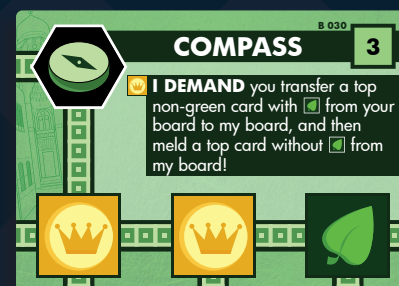 B 030
COMPASS
3
I DEMAND you transfer a top
non-green card with from your
board to my board, and then
meld a top card without from
my board!